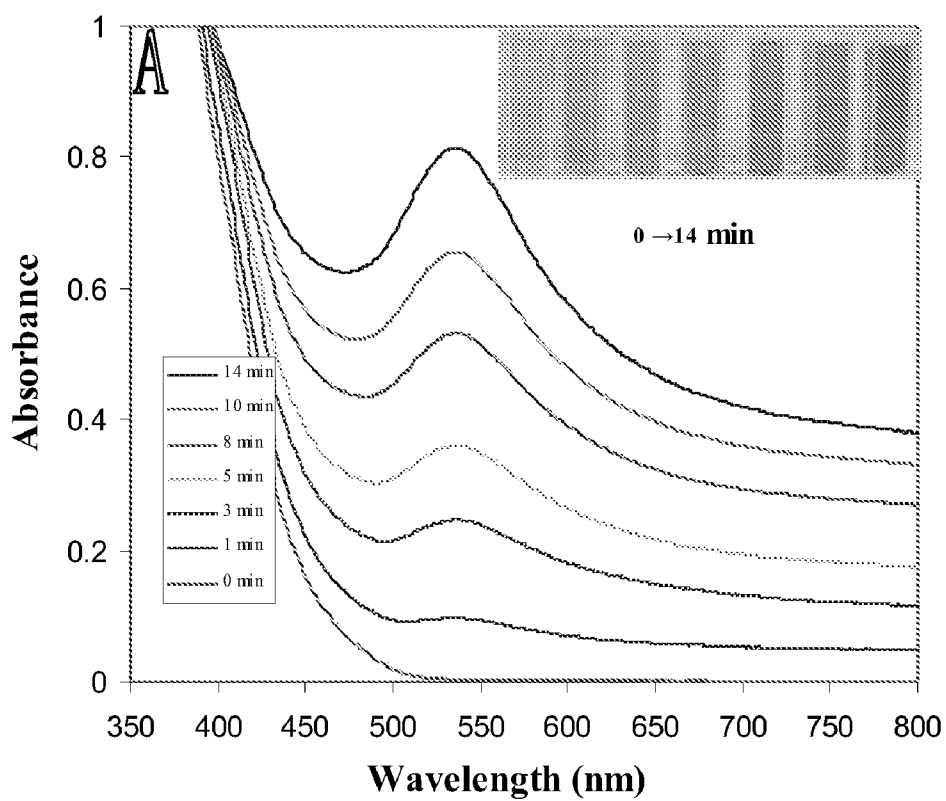 A
1
0.8
0.6
0.4
0.2
0
Absorbance
0 →14 min
14 min
10 min
8 min
5 min
3 min
1 min
0 min
350 400 450 500 550 600 650 700 750 800
Wavelength (nm)